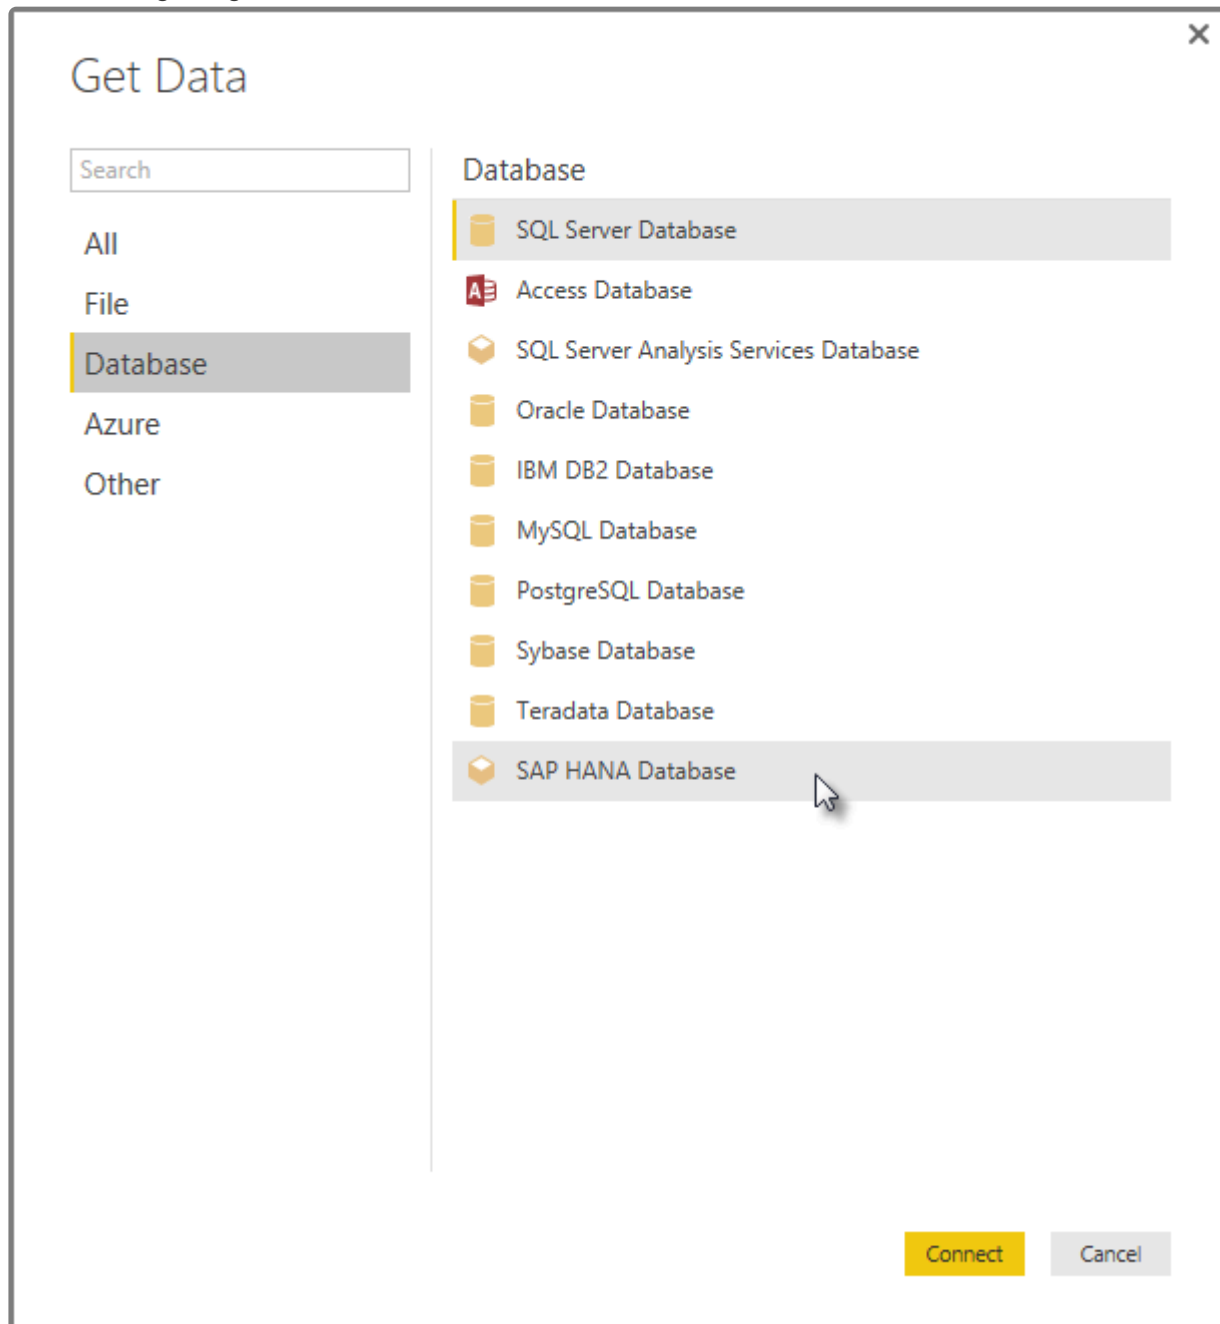 Get Data
Search
All
File
Database
Azure
Other
Database
SQL Server Database
Access Database
SQL Server Analysis Services Database
Oracle Database
IBM DB2 Database
MySQL Database
PostgreSQL Database
Sybase Database
Teradata Database
SAP HANA Database
Connect
Cancel